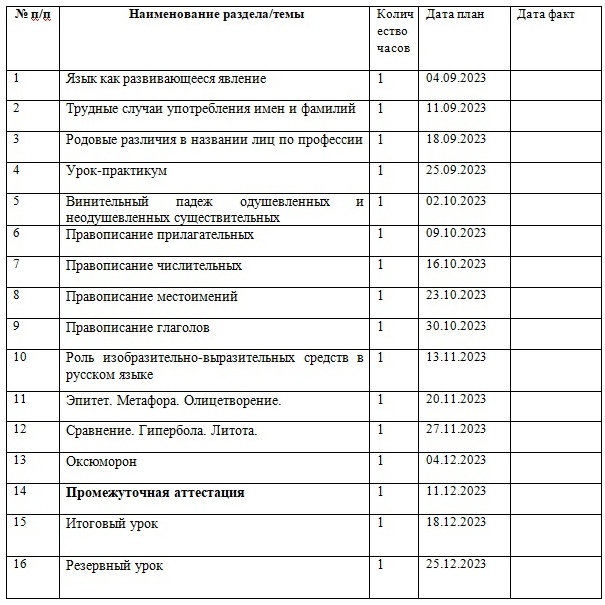 № п/п Наименование раздела/темы Колич Дата план Дата факт
ество
часов
1 Язык как развивающееся явление 1 04.09.2023
2 Трудные случаи употребления имен и фамилий 1 11.09.2023
3 Родовые различия в названии лиц по профессии 1 18.09.2023
4 Урок-практикум 1 25.09.2023
5 Винительный падеж одушевленных и 1 02.10.2023
неодушевленных существительных
6 Правописание прилагательных 1 09.10.2023
7 Правописание числительных 1 16.10.2023
8 Правописание местоимений 1 23.10.2023
9 Правописание глаголов 1 30.10.2023
10 Роль изобразительно-выразительных средств в 1 13.11.2023
русском языке
11 Эпитет. Метафора. Олицетворение. 1 20.11.2023
12 Сравнение. Гипербола. Литота. 1 27.11.2023
13 Оксюморон 1 04.12.2023
14 Промежуточная аттестация 1 11.12.2023
15 Итоговый урок 1 18.12.2023
16 Резервный урок 1 25.12.2023